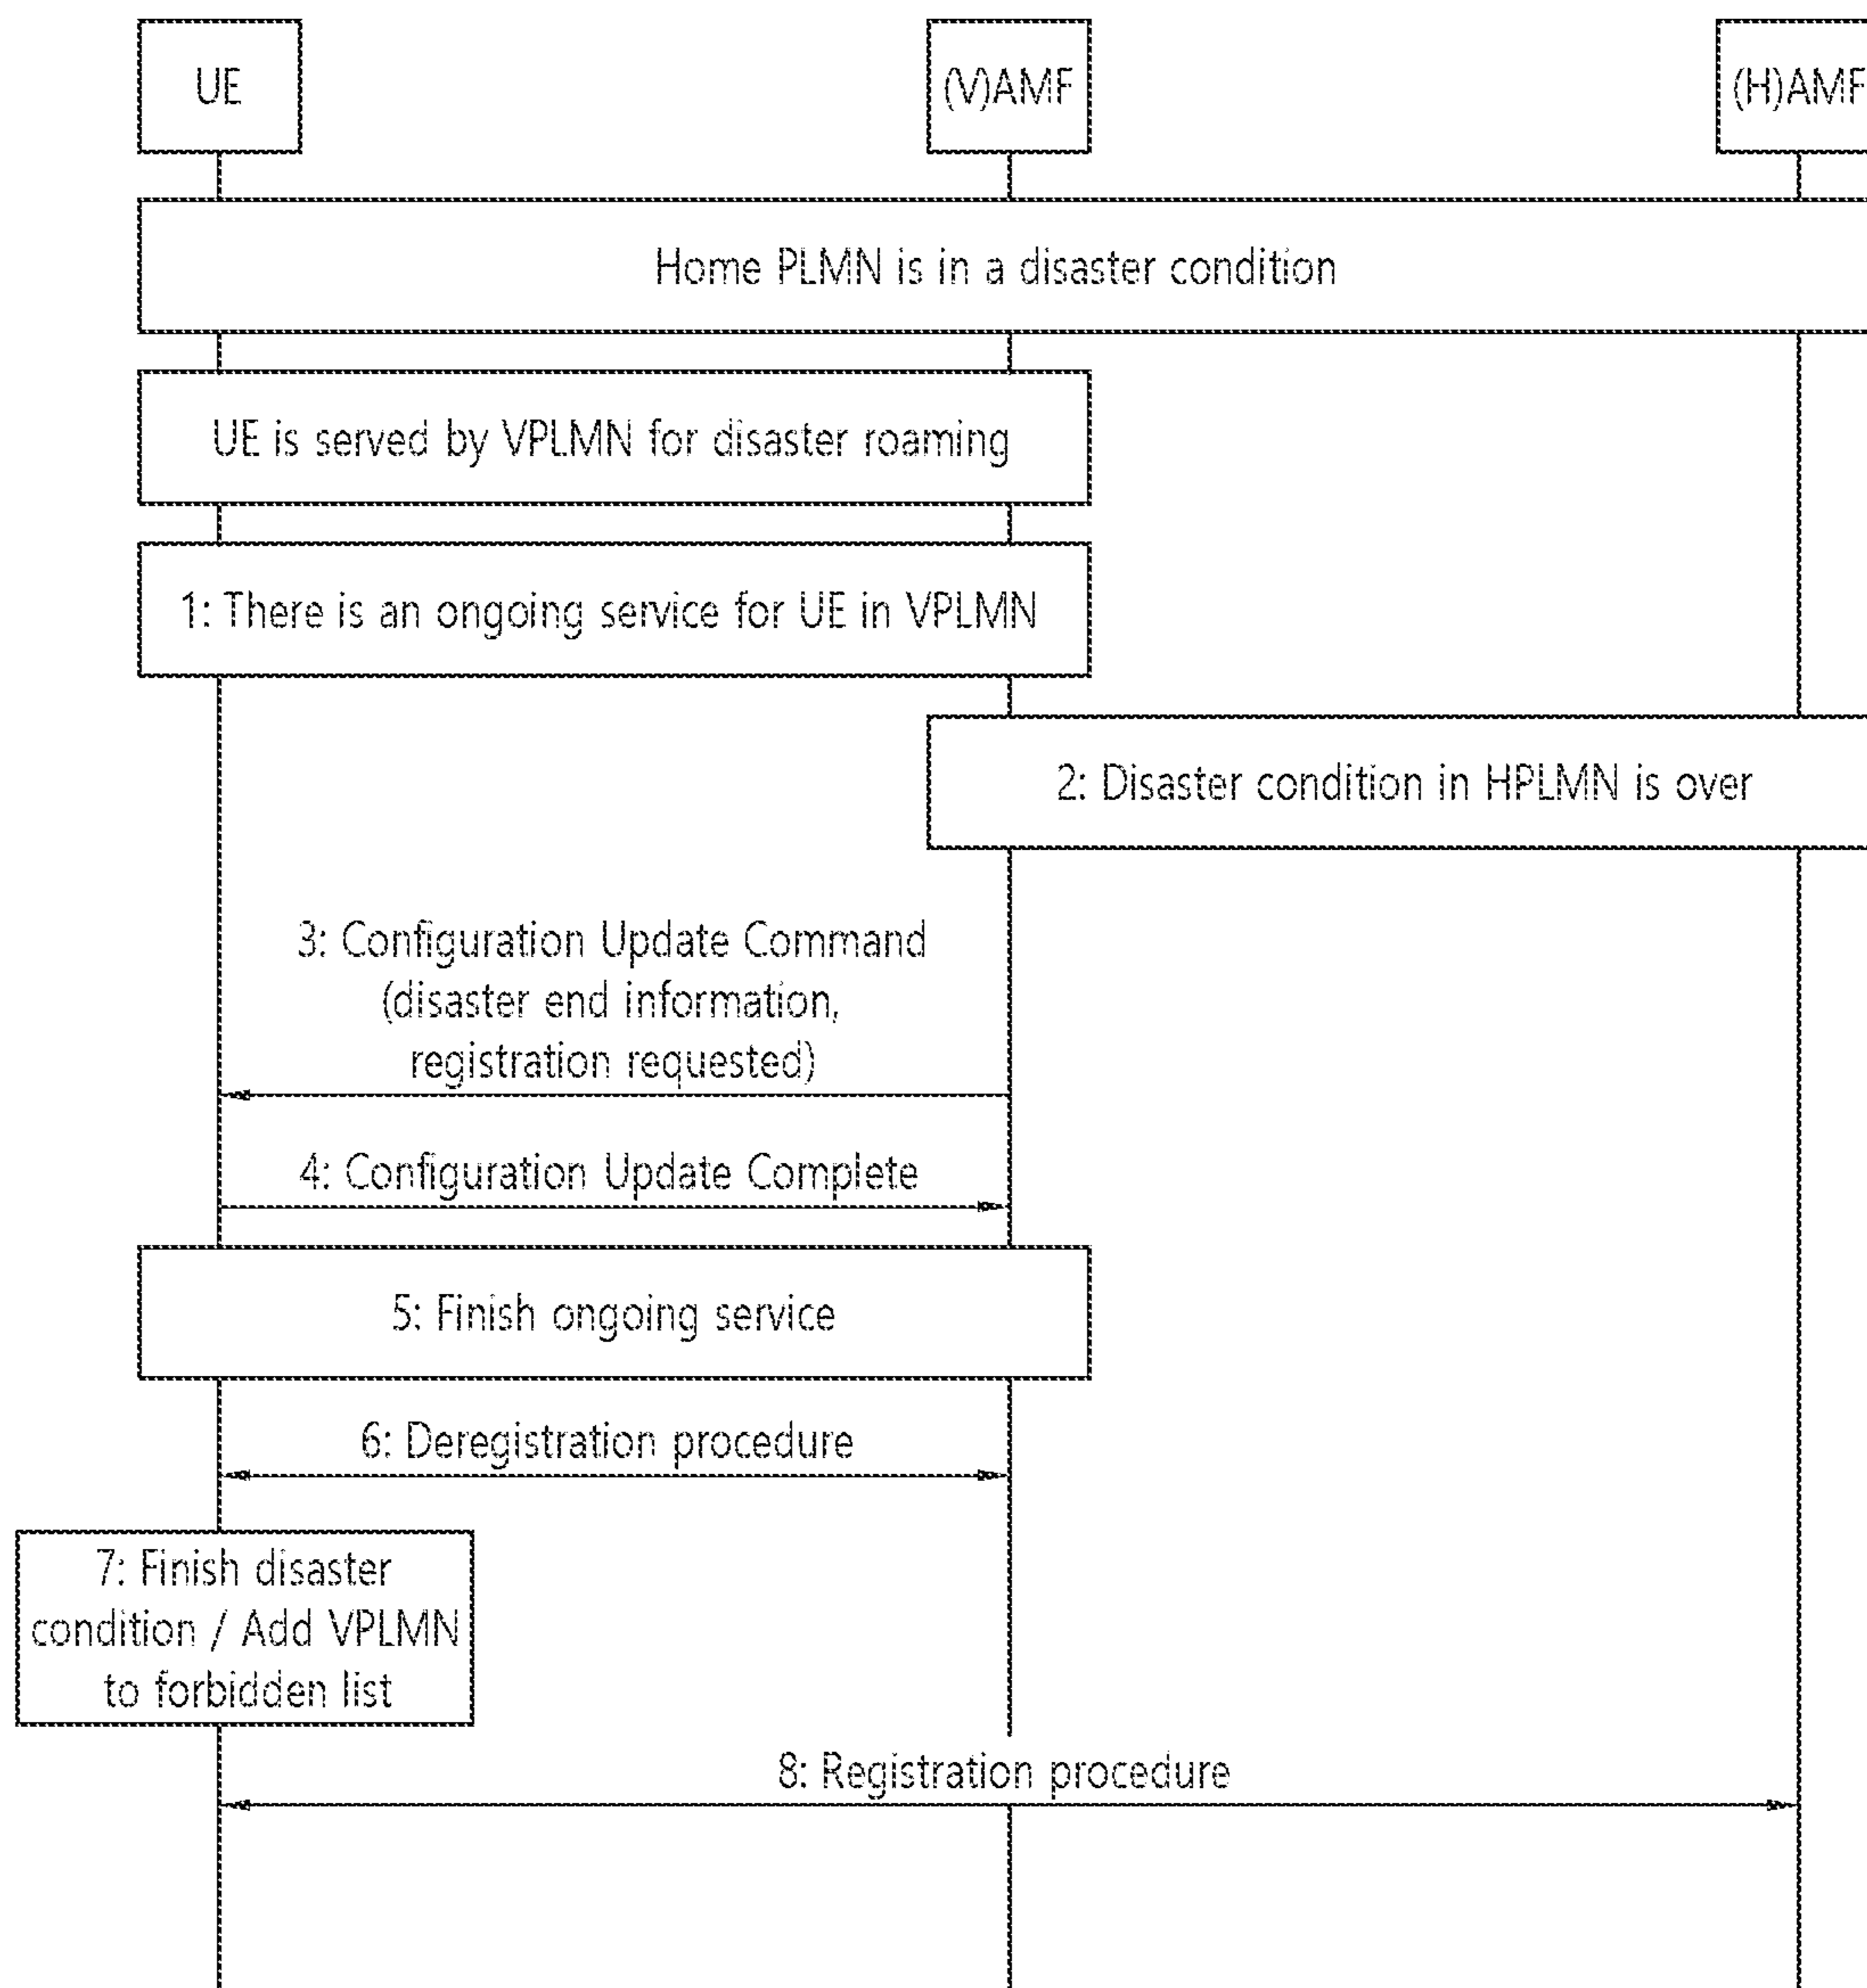 UE
(V)AMF
(H)AMF
Home PLMN is in a disaster condition
UE is served by VPLMN for disaster roaming
1: There is an ongoing service for UE in VPLMN
2: Disaster condition in HPLMN is over
3: Configuration Update Command
(disaster end information,
registration requested)
4: Configuration Update Complete
5: Finish ongoing service
6: Deregistration procedure
7: Finish disaster
condition / Add VPLMN
to forbidden list
8: Registration procedure